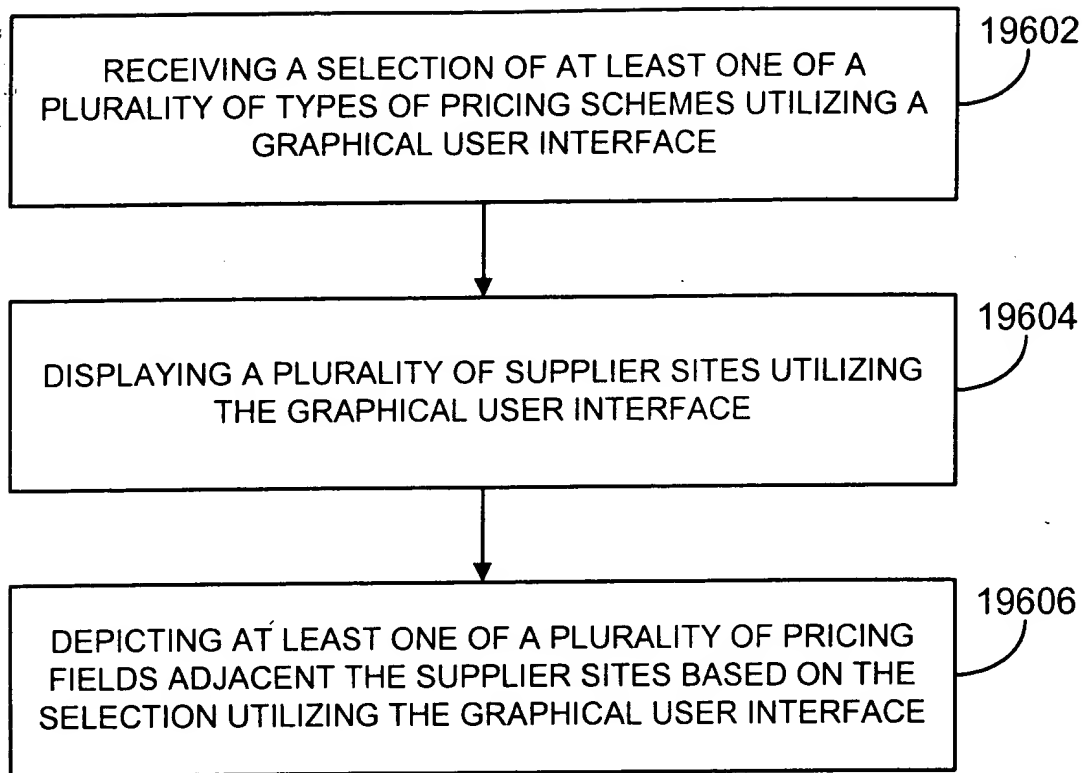 19602
RECEIVING A SELECTION OF AT LEAST ONE OF A
PLURALITY OF TYPES OF PRICING SCHEMES UTILIZING A
GRAPHICAL USER INTERFACE
19604
DISPLAYING A PLURALITY OF SUPPLIER SITES UTILIZING
THE GRAPHICAL USER INTERFACE
19606
DEPICTING AT LEAST ONE OF A PLURALITY OF PRICING
FIELDS ADJACENT THE SUPPLIER SITES BASED ON THE
SELECTION UTILIZING THE GRAPHICAL USER INTERFACE